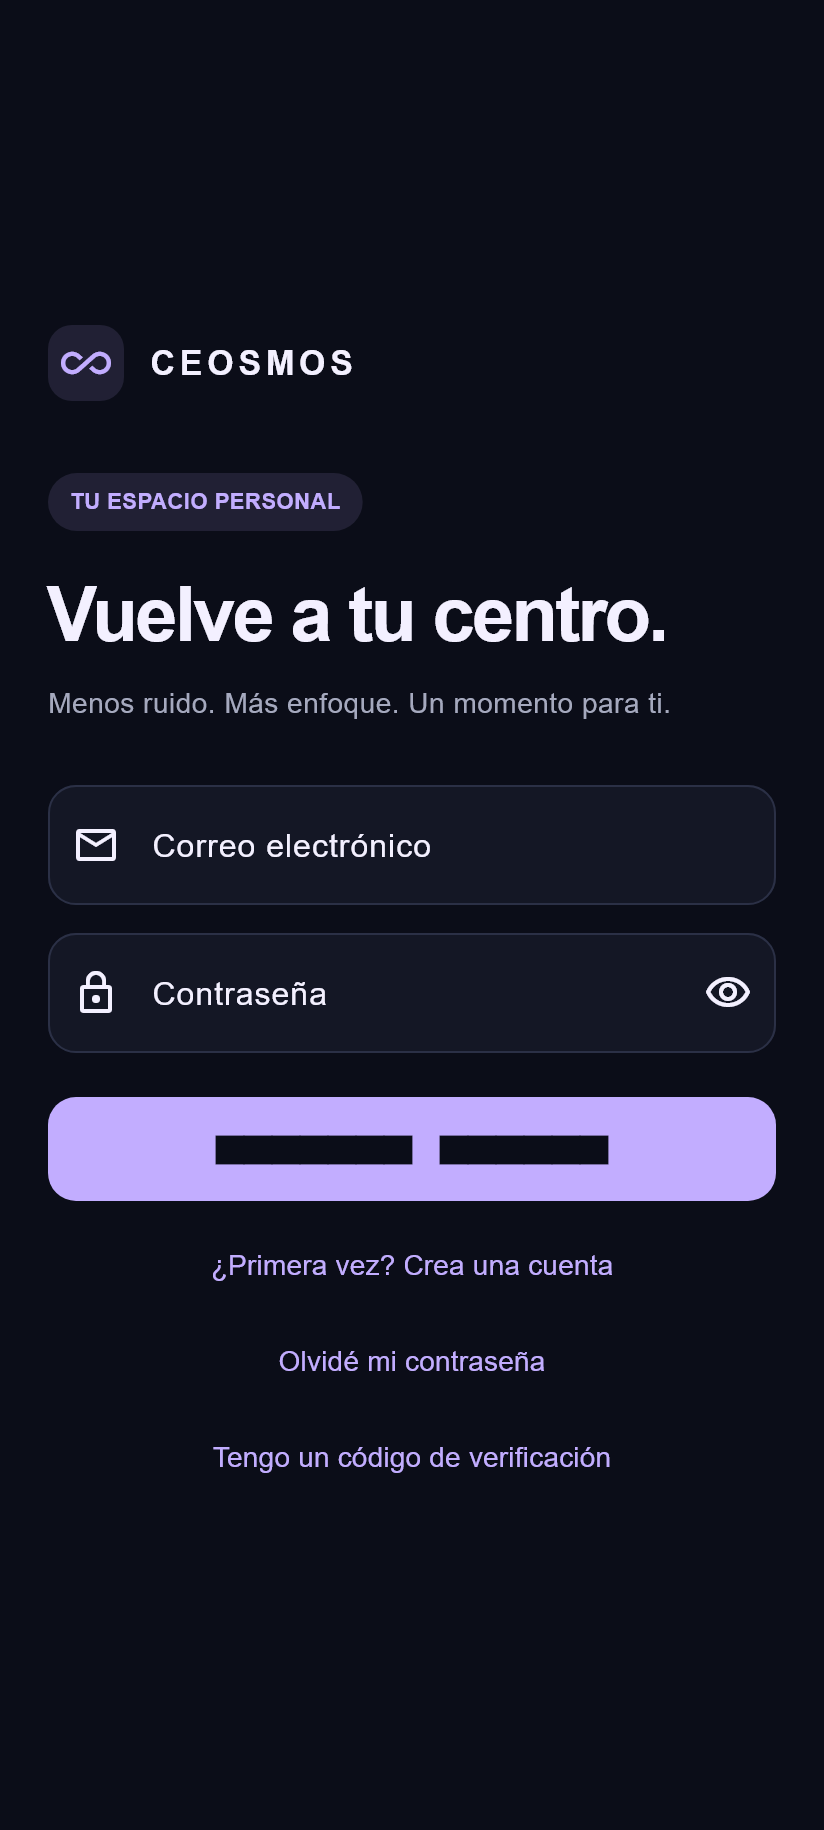 CEOSMOS
TU ESPACIO PERSONAL
Vuelve a tu centro.
Menos ruido. Más enfoque. Un momento para ti.
Correo electrónico
Contraseña
¿Primera vez? Crea una cuenta
Olvidé mi contraseña
Tengo un código de verificación